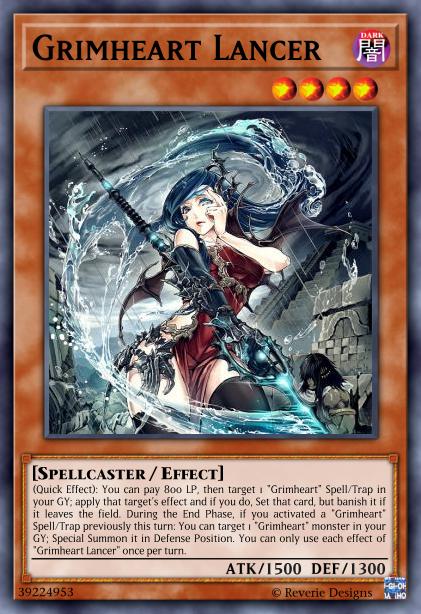 GRIMHEART LANCER
DARK
闇
[SPELLCASTER / EFFECT]
(Quick Effect): You can pay 800 LP, then target 1 "Grimheart" Spell/Trap in
your GY; apply that target's effect and if you do, Set that card, but banish it if
it leaves the field. During the End Phase, if you activated a "Grimheart"
Spell/Trap previously this turn: You can target 1 "Grimheart" monster in your
GY; Special Summon it in Defense Position. You can only use each effect of
"Grimheart Lancer" once per turn.
ATK/1500 DEF/1300
39224953
© Reverie Designs